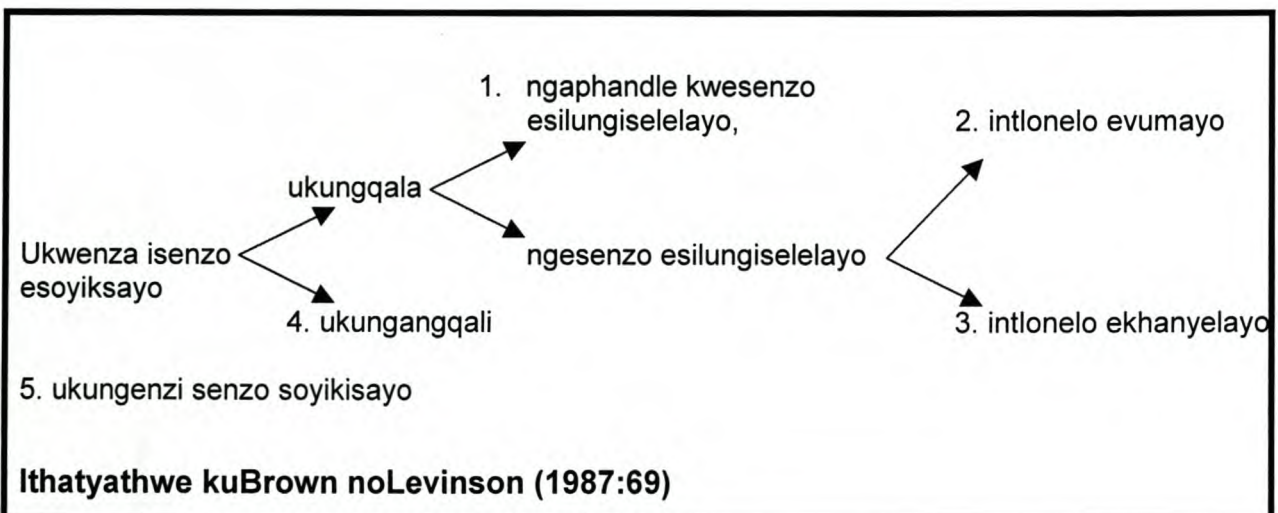 1. ngaphandle kwesenzo
esilungiselelayo,
2. intlonelo evumayo
ukungqala
Ukwenza isenzo
esoyiksayo
ngesenzo esilungiselelayo
4. ukungangqali
3. intlonelo ekhanyelayo
5. ukungenzi senzo soyikisayo
Ithatyathwe kuBrown noLevinson (1987:69)